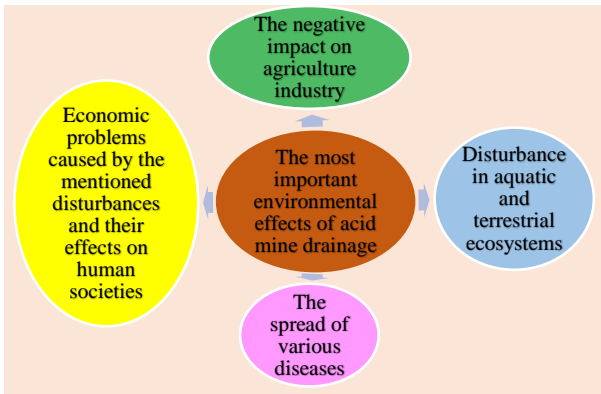 The negative
impact on
agriculture
industry
Economic
problems
caused by the
mentioned
disturbances
and their
effects on
human
societies
The most
important
environmental
effects of acid
mine drainage
Disturbance
in aquatic
and
terrestrial
ecosystems
The
spread of
various
diseases